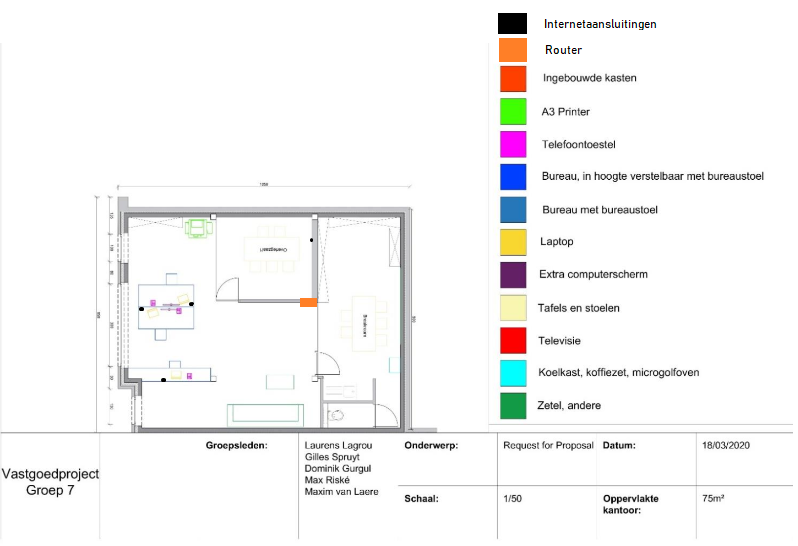 Internetaansluitingen
Router
Ingebouwde kasten
A3 Printer
Telefoontoestel
Bureau, in hoogte verstelbaar met bureaustoel
Bureau met bureaustoel
Laptop
Extra computerscherm
Tafels en stoelen
Televisie
Koelkast, koffiezet, microgolfoven
Zetel, andere
Vastgoedproject
Groep 7
Groepsleden:
Laurens Lagrou
Gilles Spruyt
Dominik Gurgul
Max Riské
Maxim van Laere
Onderwerp:
Request for Proposal
Datum:
18/03/2020
Schaal:
1/50
Oppervlakte
kantoor:
75m²